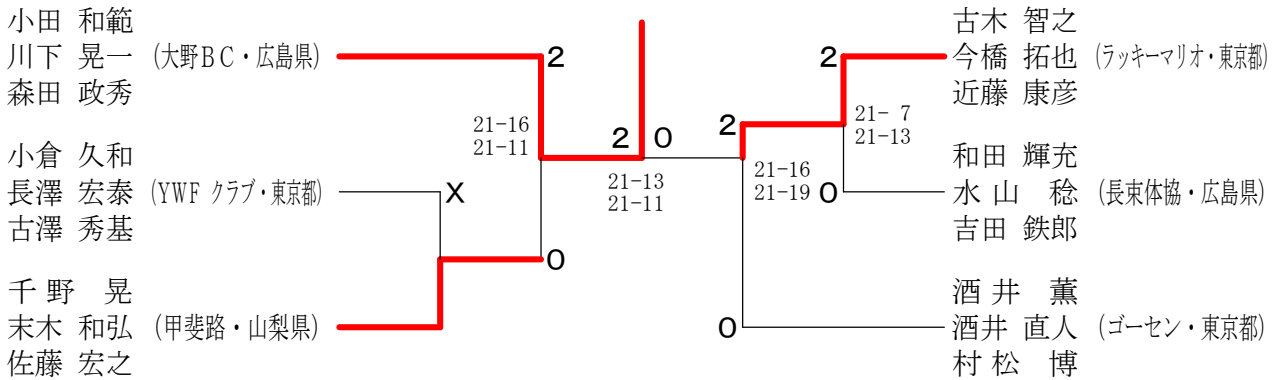 小田 和範
川下 晃一 (大野BC・広島県)
森田 政秀
2
21-16
21-11
小倉 久和
長澤 宏泰 (YWF クラブ・東京都)
古澤 秀基
X
千野 晃
末木 和弘 (甲斐路・山梨県)
佐藤 宏之
0
2 0
21-13
21-11
古木 智之
2 今橋 拓也 (ラッキーマリオ・東京都)
近藤 康彦
2
21- 7
21-13
21-16
21-19
和田 輝充
0 水山 稔 (長束体協・広島県)
吉田 鉄郎
酒井 薫
0 酒井 直人 (ゴーセン・東京都)
村松 博